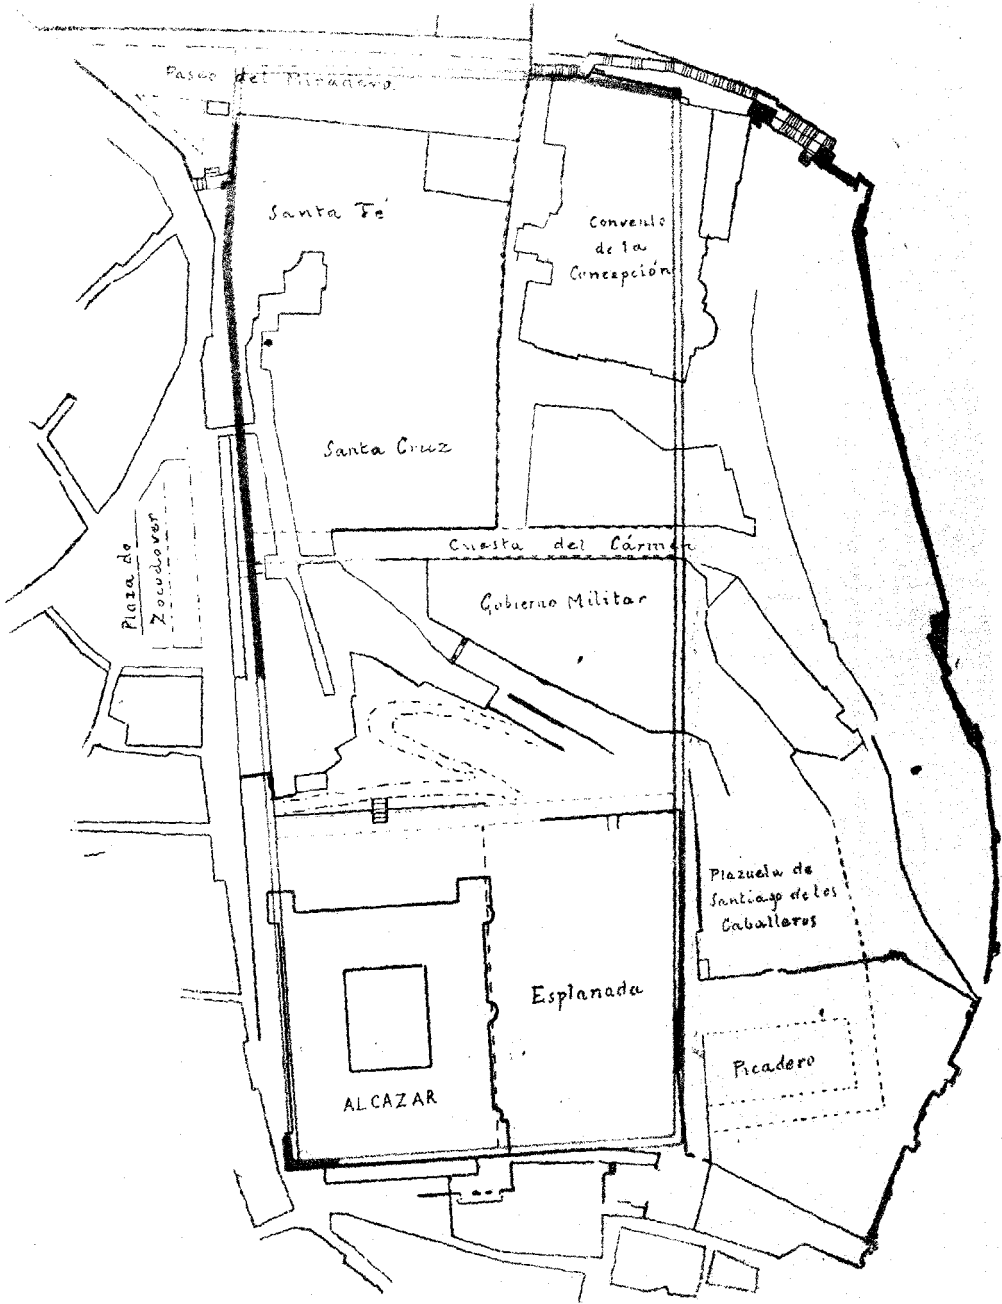 Paseo del Miradero
Santa Fé
Convento
de la
Concepción
Santa Cruz
Plaza de
Zocodover
Cuesta del Cármen
Gobierno Militar
Plazuela de
Santiago de los
Caballeros
Esplanada
Picadero
ALCAZAR